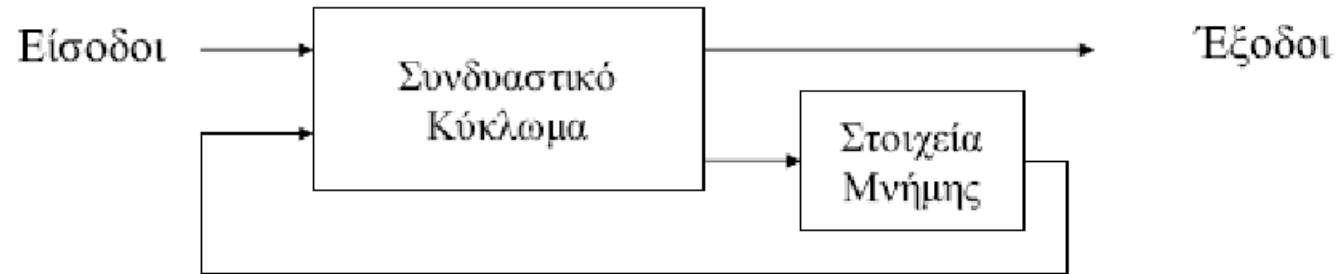 Είσοδοι
Συνδυαστικό
Κύκλωμα
Έξοδοι
Στοιχεία
Μνήμης